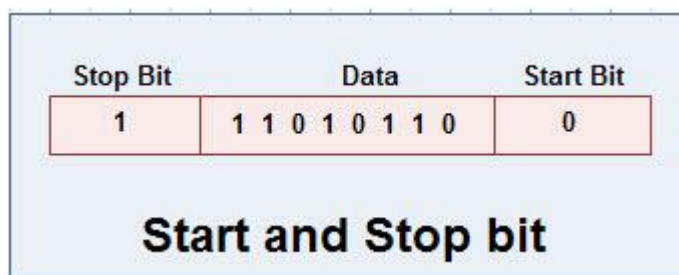 Stop Bit Data Start Bit
1 1 1 0 1 0 1 1 0 0
Start and Stop bit